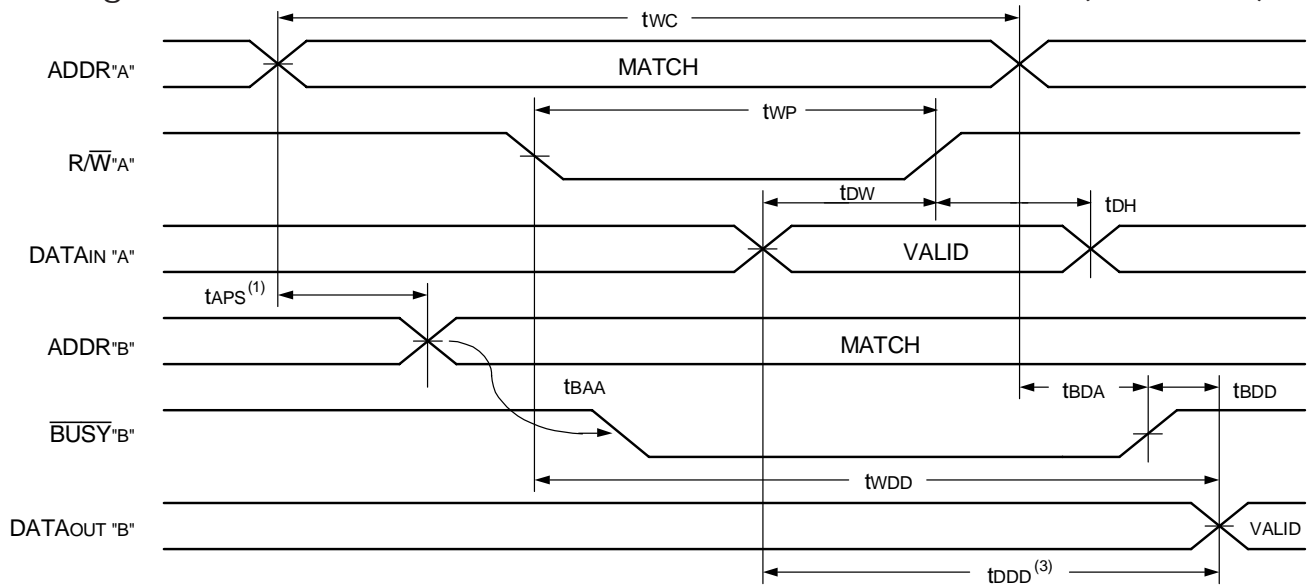 tWC
ADDR"A"
MATCH
tWP
R/W"A"
tDW
tDH
DATAIN "A"
VALID
tAPS(1)
ADDR"B"
MATCH
tBAA
tBDA
tBDD
BUSY"B"
tWDD
DATAOUT "B"
VALID
tDDD(3)